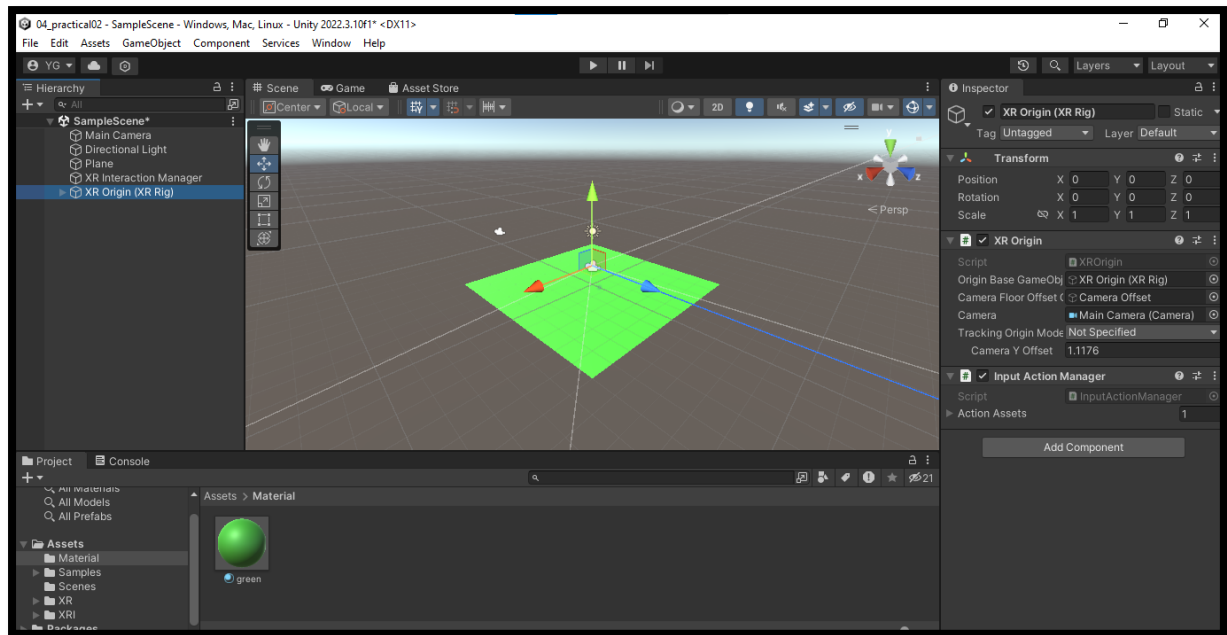 04_practical02 - SampleScene - Windows, Mac, Linux - Unity 2022.3.10f1* <DX11>
File Edit Assets GameObject Component Services Window Help
YG
Layers
Layout
Hierarchy
All
SampleScene*
Main Camera
Directional Light
Plane
XR Interaction Manager
XR Origin (XR Rig)
Scene
Game
Asset Store
Center
Local
2D
y
x
z
Persp
Inspector
XR Origin (XR Rig)
Static
Tag Untagged
Layer Default
Transform
Position X 0 Y 0 Z 0
Rotation X 0 Y 0 Z 0
Scale X 1 Y 1 Z 1
XR Origin
Script XROrigin
Origin Base GameObj XR Origin (XR Rig)
Camera Floor Offset ( Camera Offset
Camera Main Camera (Camera)
Tracking Origin Mode Not Specified
Camera Y Offset 1.1176
Input Action Manager
Script InputActionManager
Action Assets 1
Add Component
Project
Console
21
All Materials
All Models
All Prefabs
Assets
Material
Samples
Scenes
XR
XRI
Packages
Assets > Material
green